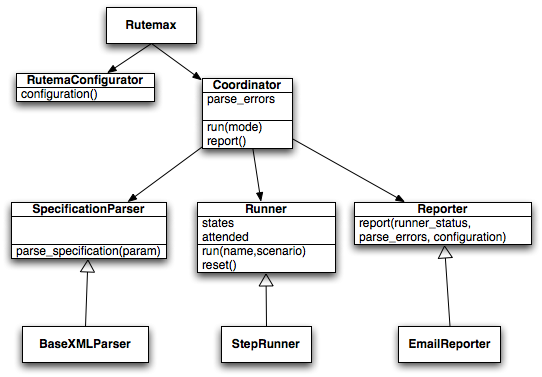 Rutemax
RutemaConfigurator
configuration()
Coordinator
parse_errors
run(mode)
report()
SpecificationParser
parse_specification(param)
Runner
states
attended
run(name,scenario)
reset()
Reporter
report(runner_status,
parse_errors, configuration)
BaseXMLParser
StepRunner
EmailReporter